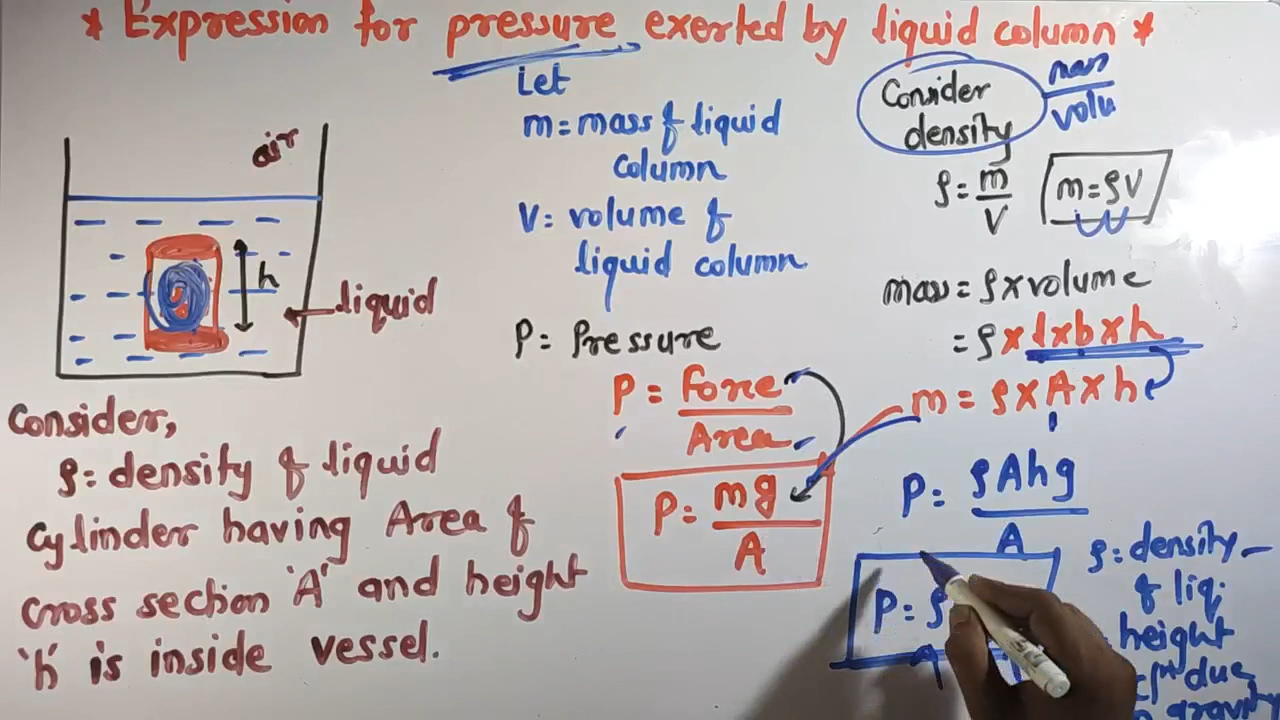 * Expression for pressure exerted by liquid column *
air
h
liquid
Consider,
ρ = density of liquid
cylinder having Area of
cross section 'A' and height
'h' is inside vessel.
Let
m = mass of liquid
column
V = volume of
liquid column
P = Pressure
P = Force
Area
P = mg
A
Consider
density
mass
volu
ρ = m
V
m = ρV
mass = ρ x volume
= ρ x l x b x h
m = ρ x A x h
P = ρAhg
A
P = ρ
ρ = density
of liq.
height
due
gravity